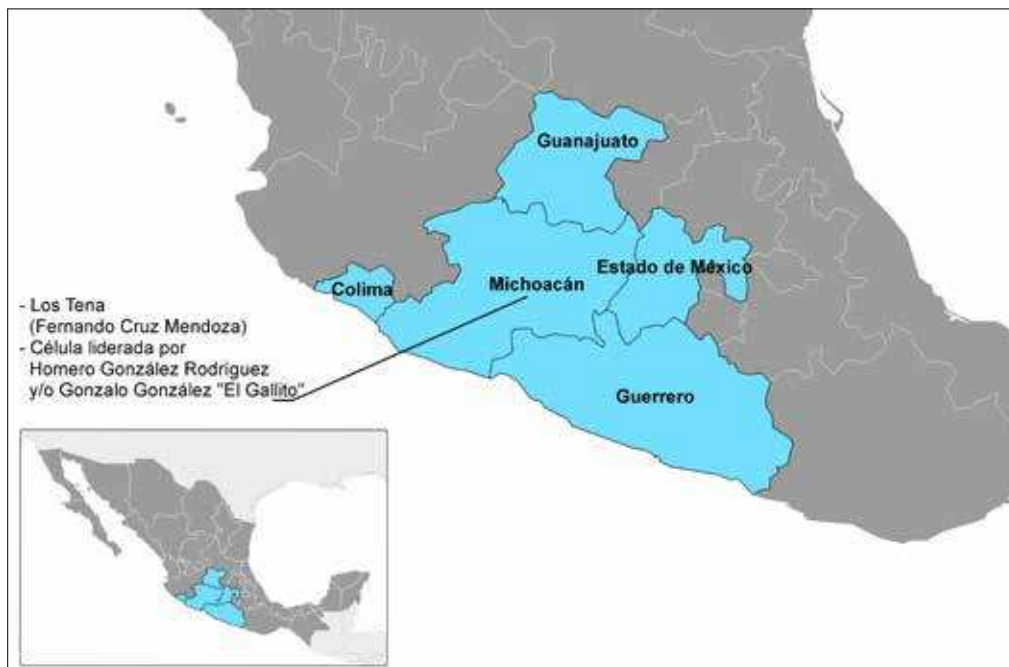 Guanajuato
Estado de México
Michoacán
Colima
- Los Tena
(Fernando Cruz Mendoza)
- Célula liderada por
Homero González Rodríguez
y/o Gonzalo González "El Gallito"
Guerrero